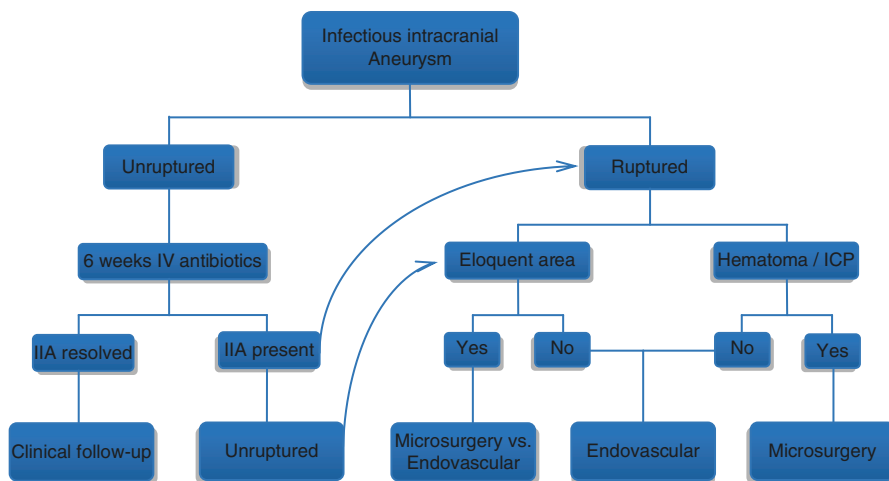 Infectious intracranial
Aneurysm
Unruptured
Ruptured
6 weeks IV antibiotics
Eloquent area
Hematoma / ICP
IIA resolved
IIA present
Yes
No
No
Yes
Clinical follow-up
Unruptured
Microsurgery vs.
Endovascular
Endovascular
Microsurgery